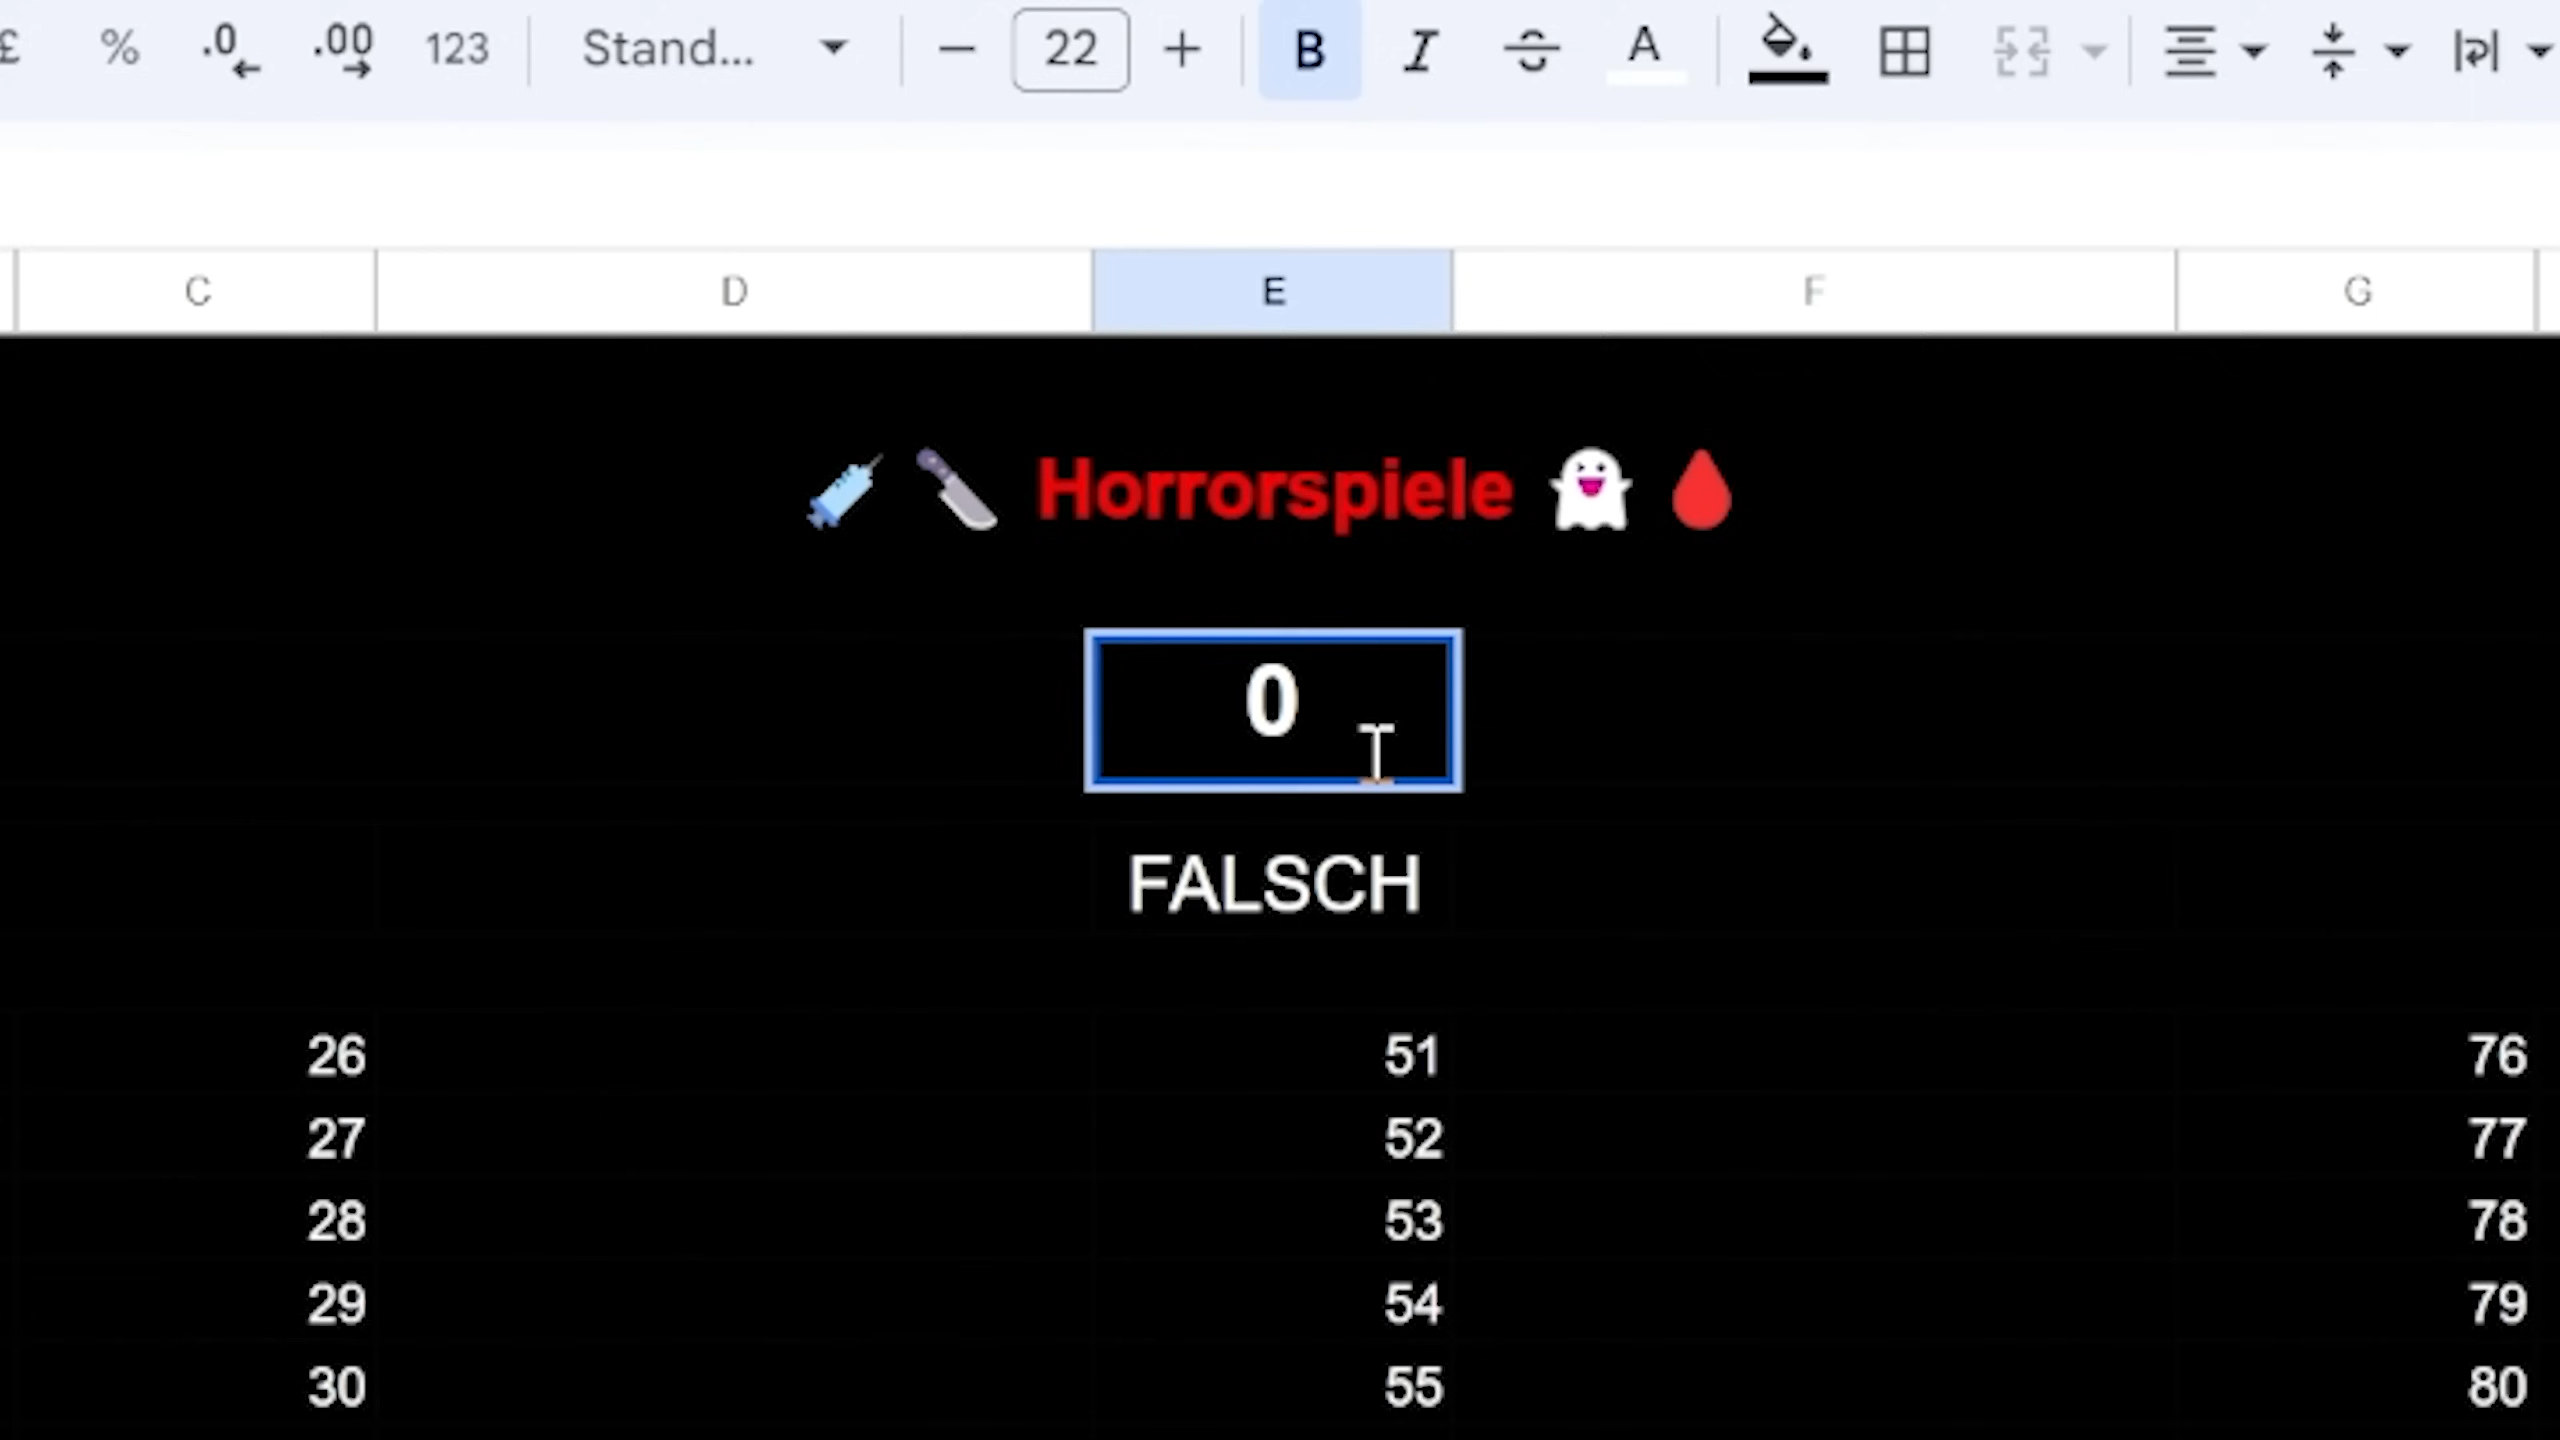 £ % .0 .00 123 Stand... − 22 + B I S A
C D E F G
Horrorspiele
0
FALSCH
26 51 76
27 52 77
28 53 78
29 54 79
30 55 80